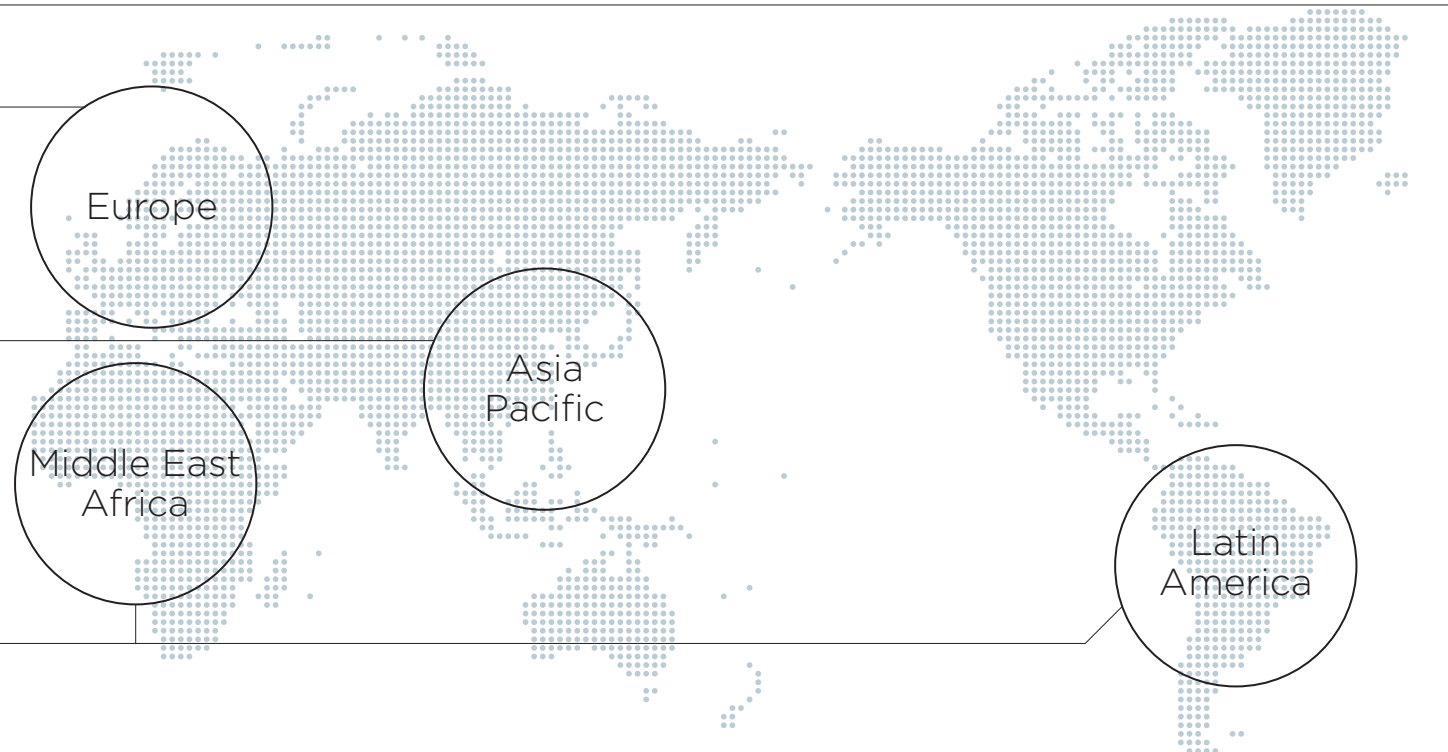 Europe
Asia
Pacific
Middle East
Africa
Latin
America